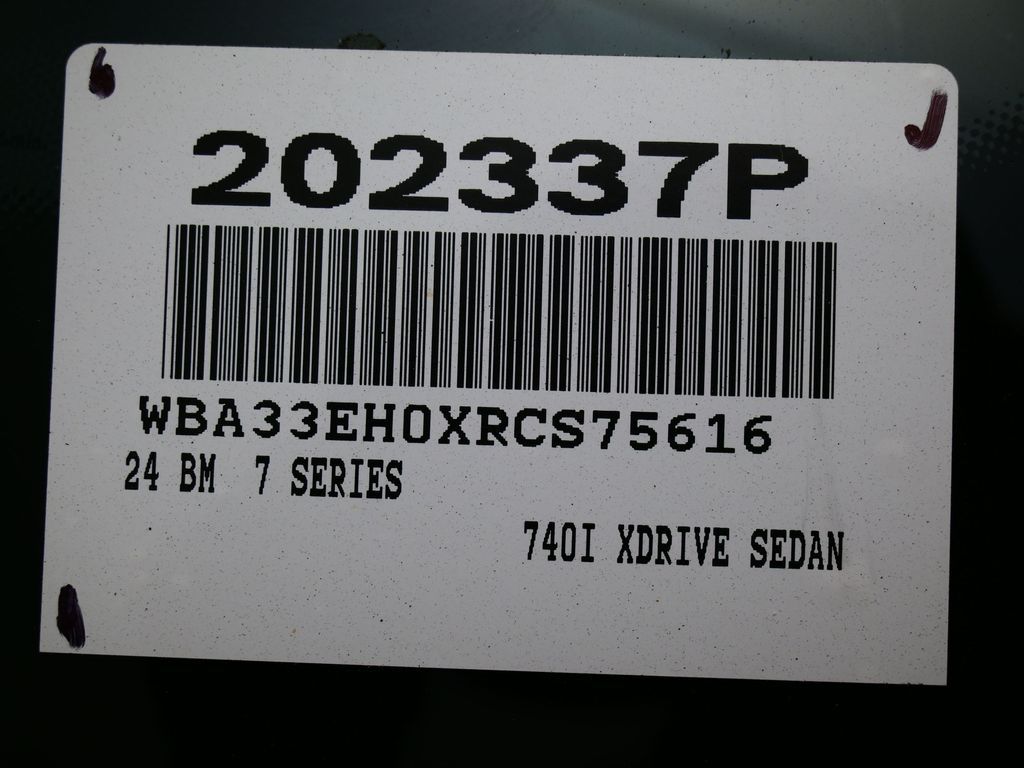 202337P
WBA33EH0XRCS75616
24 BM 7 SERIES
740I XDRIVE SEDAN